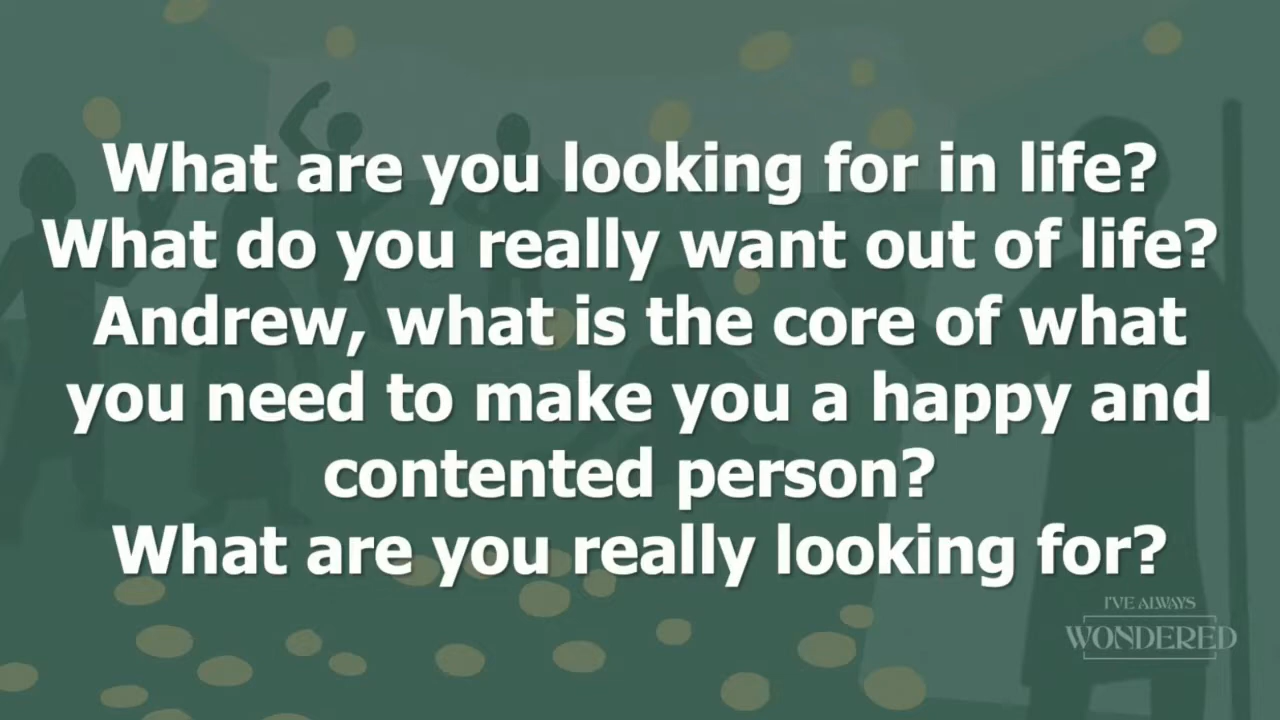 What are you looking for in life?
What do you really want out of life?
Andrew, what is the core of what
you need to make you a happy and
contented person?
What are you really looking for?
I'VE ALWAYS
WONDERED